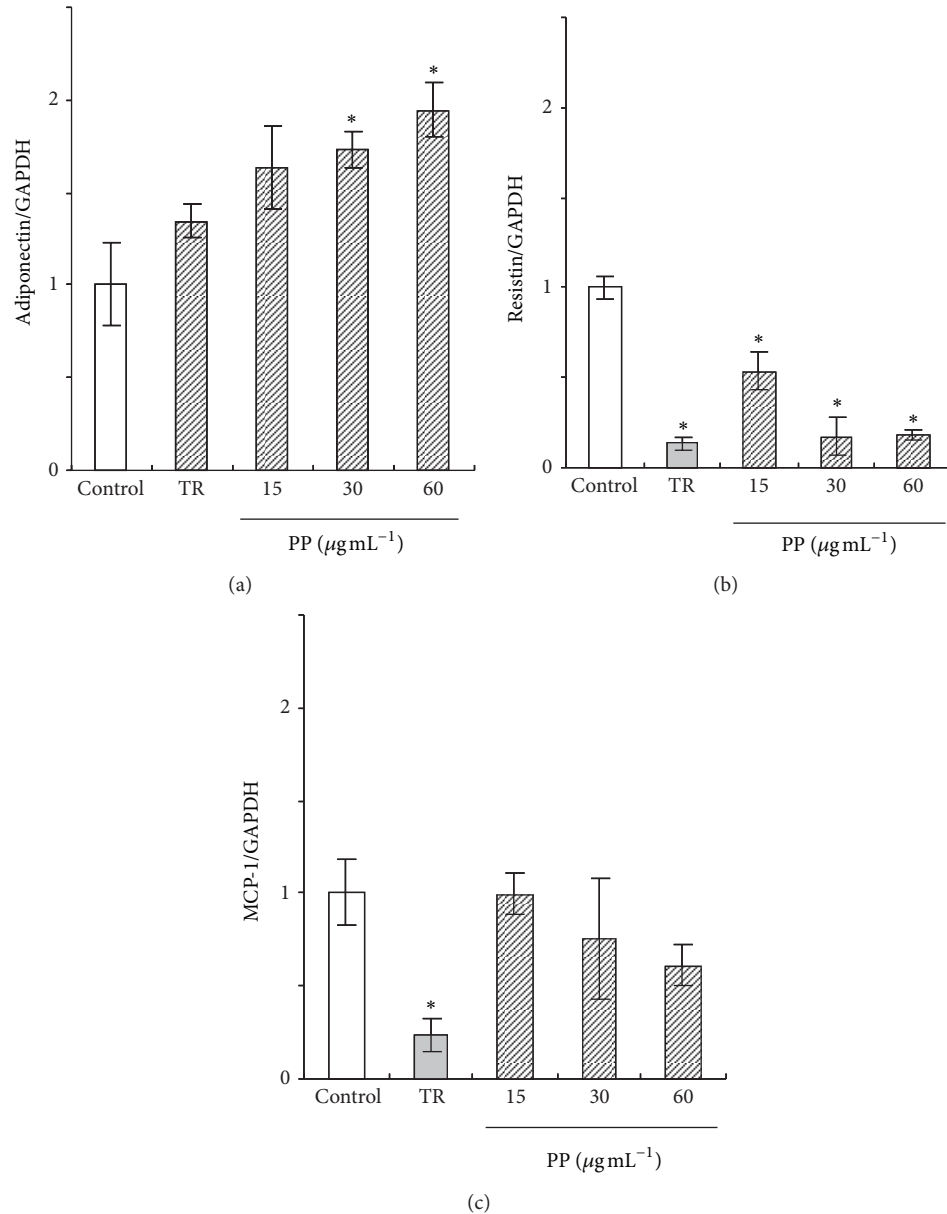 2
*
*
Adiponectin/GAPDH
1
0
Control TR 15 30 60
PP (μg mL⁻¹)
(a)
2
Resistin/GAPDH
1
*
*
*
*
0
Control TR 15 30 60
PP (μg mL⁻¹)
(b)
2
MCP-1/GAPDH
1
*
0
Control TR 15 30 60
PP (μg mL⁻¹)
(c)